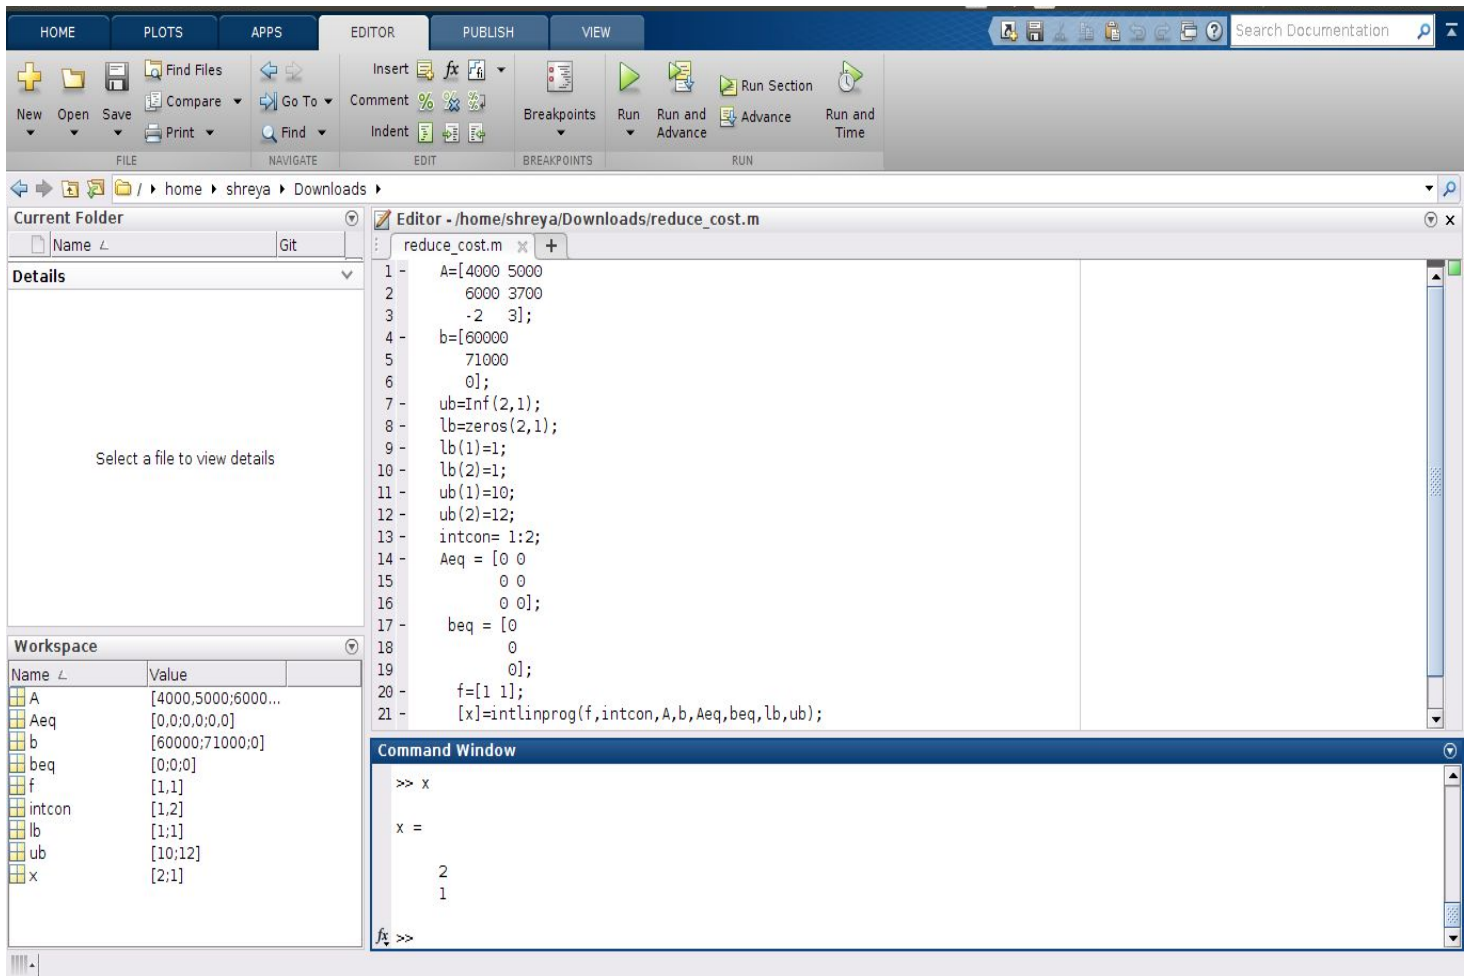 HOME PLOTS APPS EDITOR PUBLISH VIEW Search Documentation
New Open Save
Find Files
Compare
Print
Go To
Find
Insert fx
Comment
Indent
Breakpoints
Run
Run and Advance
Run Section
Advance
Run and Time
FILE NAVIGATE EDIT BREAKPOINTS RUN
/ home shreya Downloads
Current Folder
Name Git
Details
Select a file to view details
Workspace
Name Value
A [4000,5000;6000...
Aeq [0,0;0,0;0,0]
b [60000;71000;0]
beq [0;0;0]
f [1,1]
intcon [1,2]
lb [1;1]
ub [10;12]
x [2;1]
Editor - /home/shreya/Downloads/reduce_cost.m
reduce_cost.m
1 - A=[4000 5000
2 6000 3700
3 -2 3];
4 - b=[60000
5 71000
6 0];
7 - ub=Inf(2,1);
8 - lb=zeros(2,1);
9 - lb(1)=1;
10 - lb(2)=1;
11 - ub(1)=10;
12 - ub(2)=12;
13 - intcon= 1:2;
14 - Aeq = [0 0
15 0 0
16 0 0];
17 - beq = [0
18 0
19 0];
20 - f=[1 1];
21 - [x]=intlinprog(f,intcon,A,b,Aeq,beq,lb,ub);
Command Window
>> x
x =
2
1
fx >>